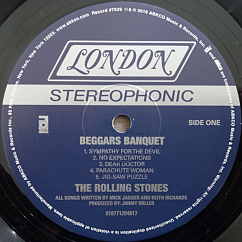 LONDON
STEREOPHONIC
BEGGARS BANQUET
SIDE ONE
1. SYMPATHY FOR THE DEVIL
2. NO EXPECTATIONS
3. DEAR DOCTOR
4. PARACHUTE WOMAN
5. JIG-SAW PUZZLE
THE ROLLING STONES
ALL SONGS WRITTEN BY MICK JAGGER AND KEITH RICHARDS
PRODUCED BY: JIMMY MILLER
018771284817